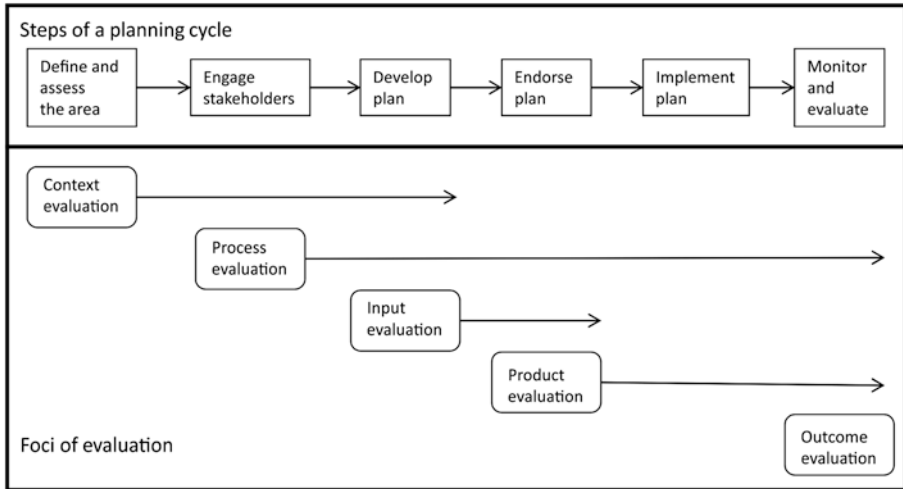 Steps of a planning cycle
Define and
assess
the area
Engage
stakeholders
Develop
plan
Endorse
plan
Implement
plan
Monitor
and
evaluate
Context
evaluation
Process
evaluation
Input
evaluation
Product
evaluation
Outcome
evaluation
Foci of evaluation